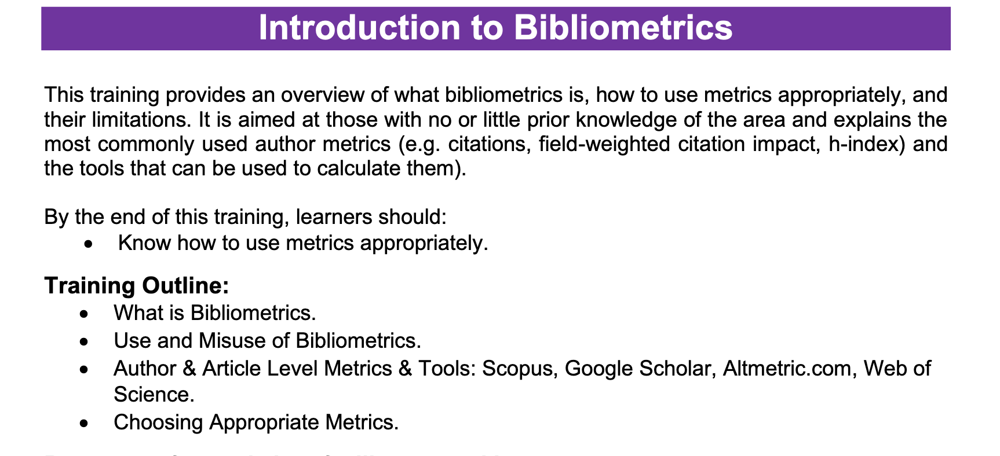 Introduction to Bibliometrics
This training provides an overview of what bibliometrics is, how to use metrics appropriately, and
their limitations. It is aimed at those with no or little prior knowledge of the area and explains the
most commonly used author metrics (e.g. citations, field-weighted citation impact, h-index) and
the tools that can be used to calculate them).
By the end of this training, learners should:
• Know how to use metrics appropriately.
Training Outline:
• What is Bibliometrics.
• Use and Misuse of Bibliometrics.
• Author & Article Level Metrics & Tools: Scopus, Google Scholar, Altmetric.com, Web of
Science.
• Choosing Appropriate Metrics.